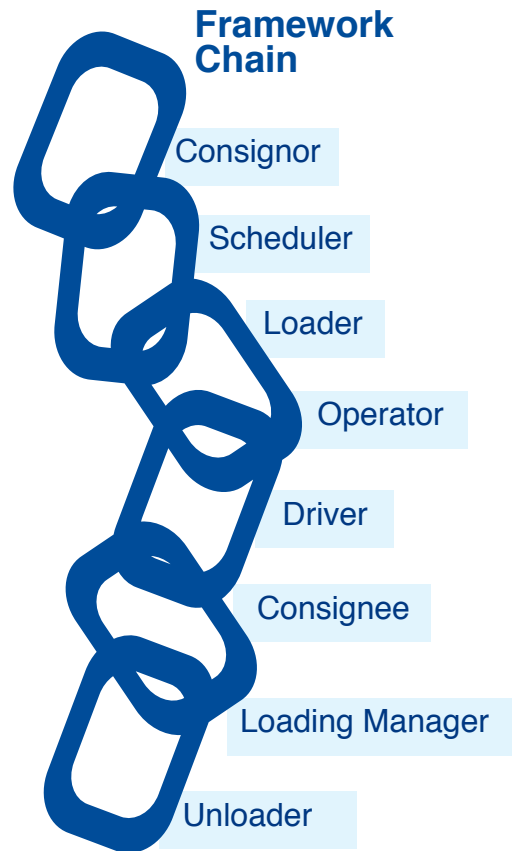 Framework
Chain
Consignor
Scheduler
Loader
Operator
Driver
Consignee
Loading Manager
Unloader